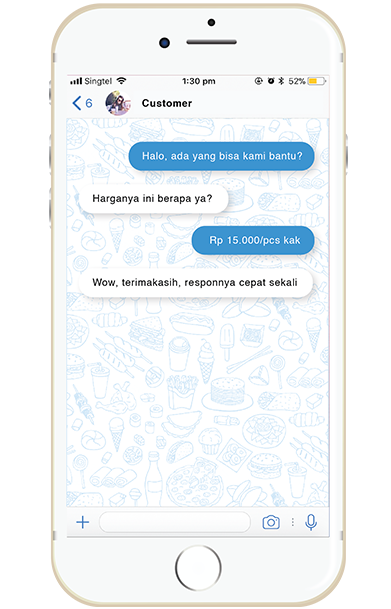 Singtel 1:30 pm 52%
6 Customer
Halo, ada yang bisa kami bantu?
Harganya ini berapa ya?
Rp 15.000/pcs kak
Wow, terimakasih, responnya cepat sekali